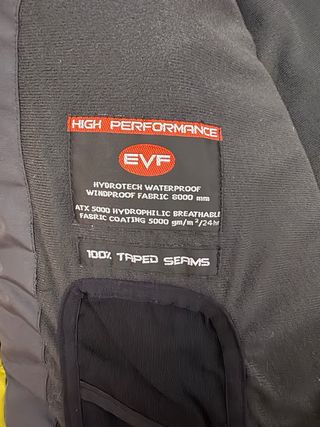 HIGH PERFORMANCE
EVF
HYDROTECH WATERPROOF
WINDPROOF FABRIC 8000 mm
ATX 5000 HYDROPHILIC BREATHABLE
FABRIC COATING 5000 gm/m²/24hr
100% TAPED SEAMS